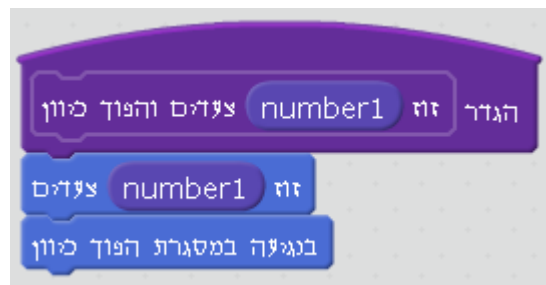 הגדר זוז number1 צעדים והפוך כיוון
זוז number1 צעדים
בנגיעה במסגרת הפוך כיוון